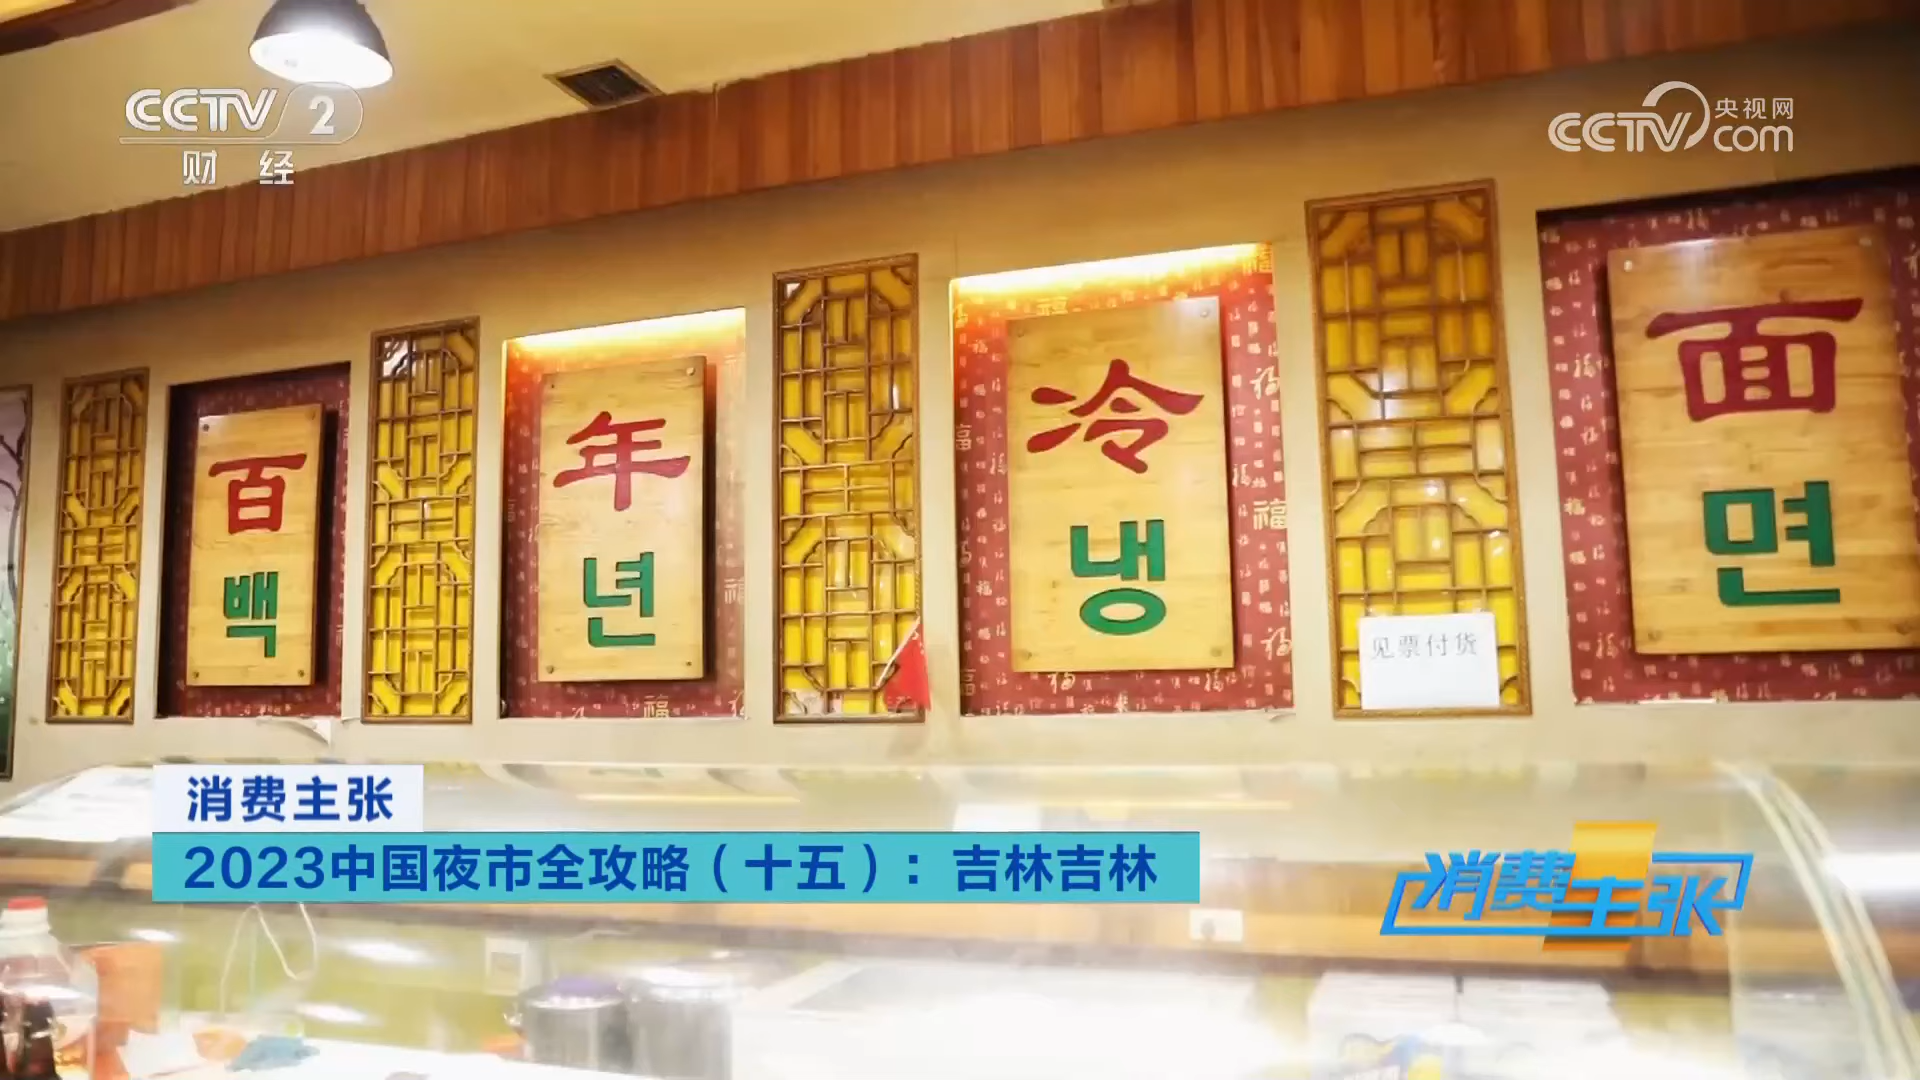 CCTV 2
财经
央视网
CCTV.com
百 年 冷 面
백 년 냉 면
见票付货
消费主张
2023中国夜市全攻略（十五）：吉林吉林
消费主张